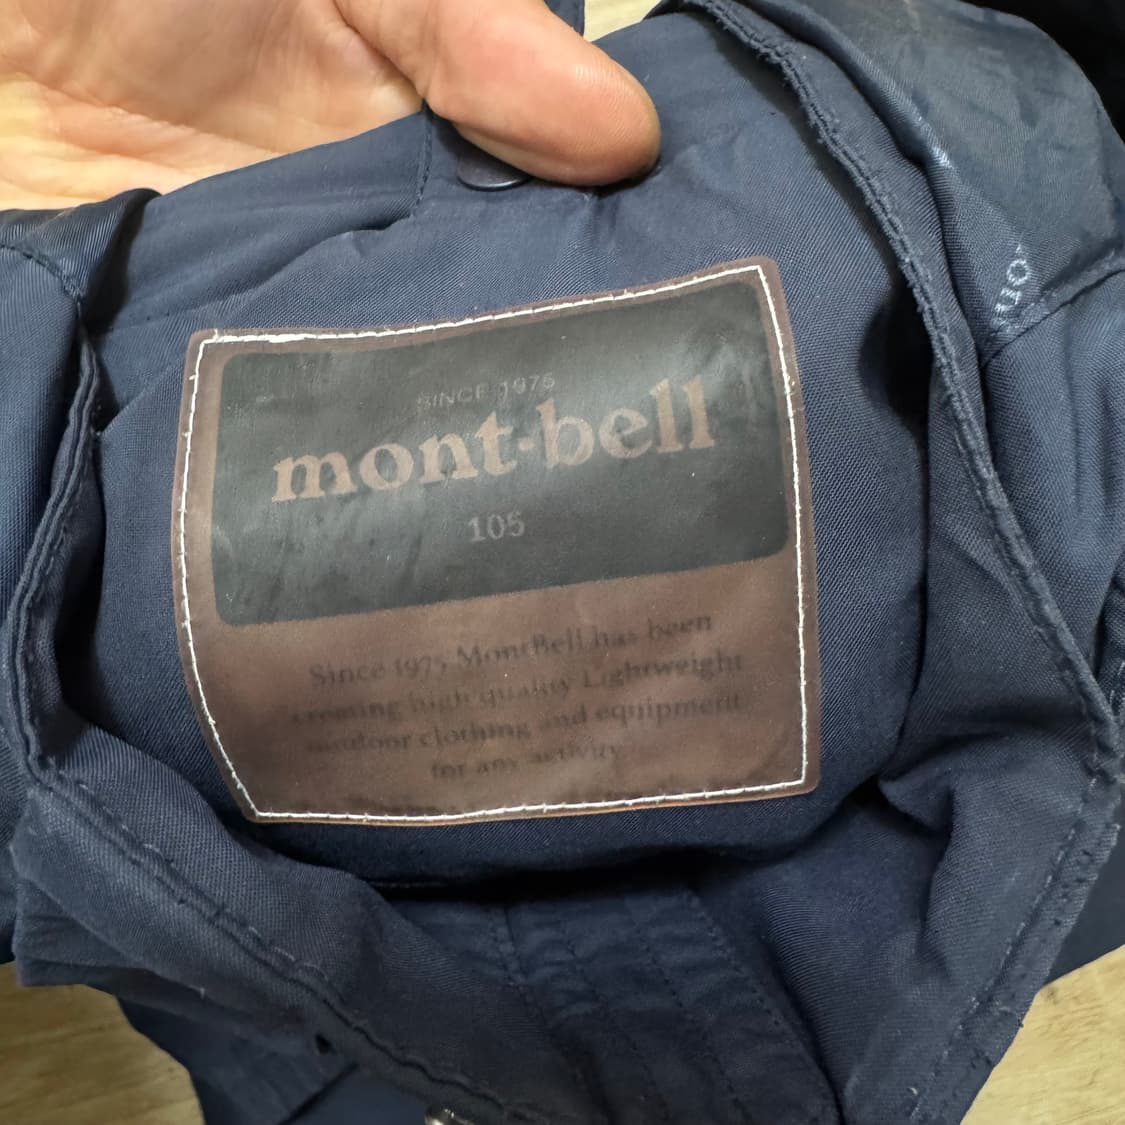 SINCE 1975
mont-bell
105
Since 1975 MontBell has been
creating high quality Lightweight
outdoor clothing and equipment
for any activity
on